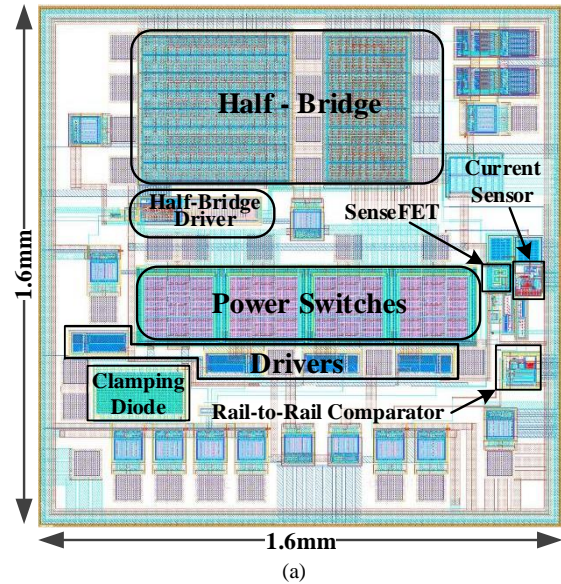 Half - Bridge
Current
Sensor
SenseFET
Half-Bridge
Driver
1.6mm
Power Switches
Drivers
Clamping
Diode
Rail-to-Rail Comparator
1.6mm
(a)